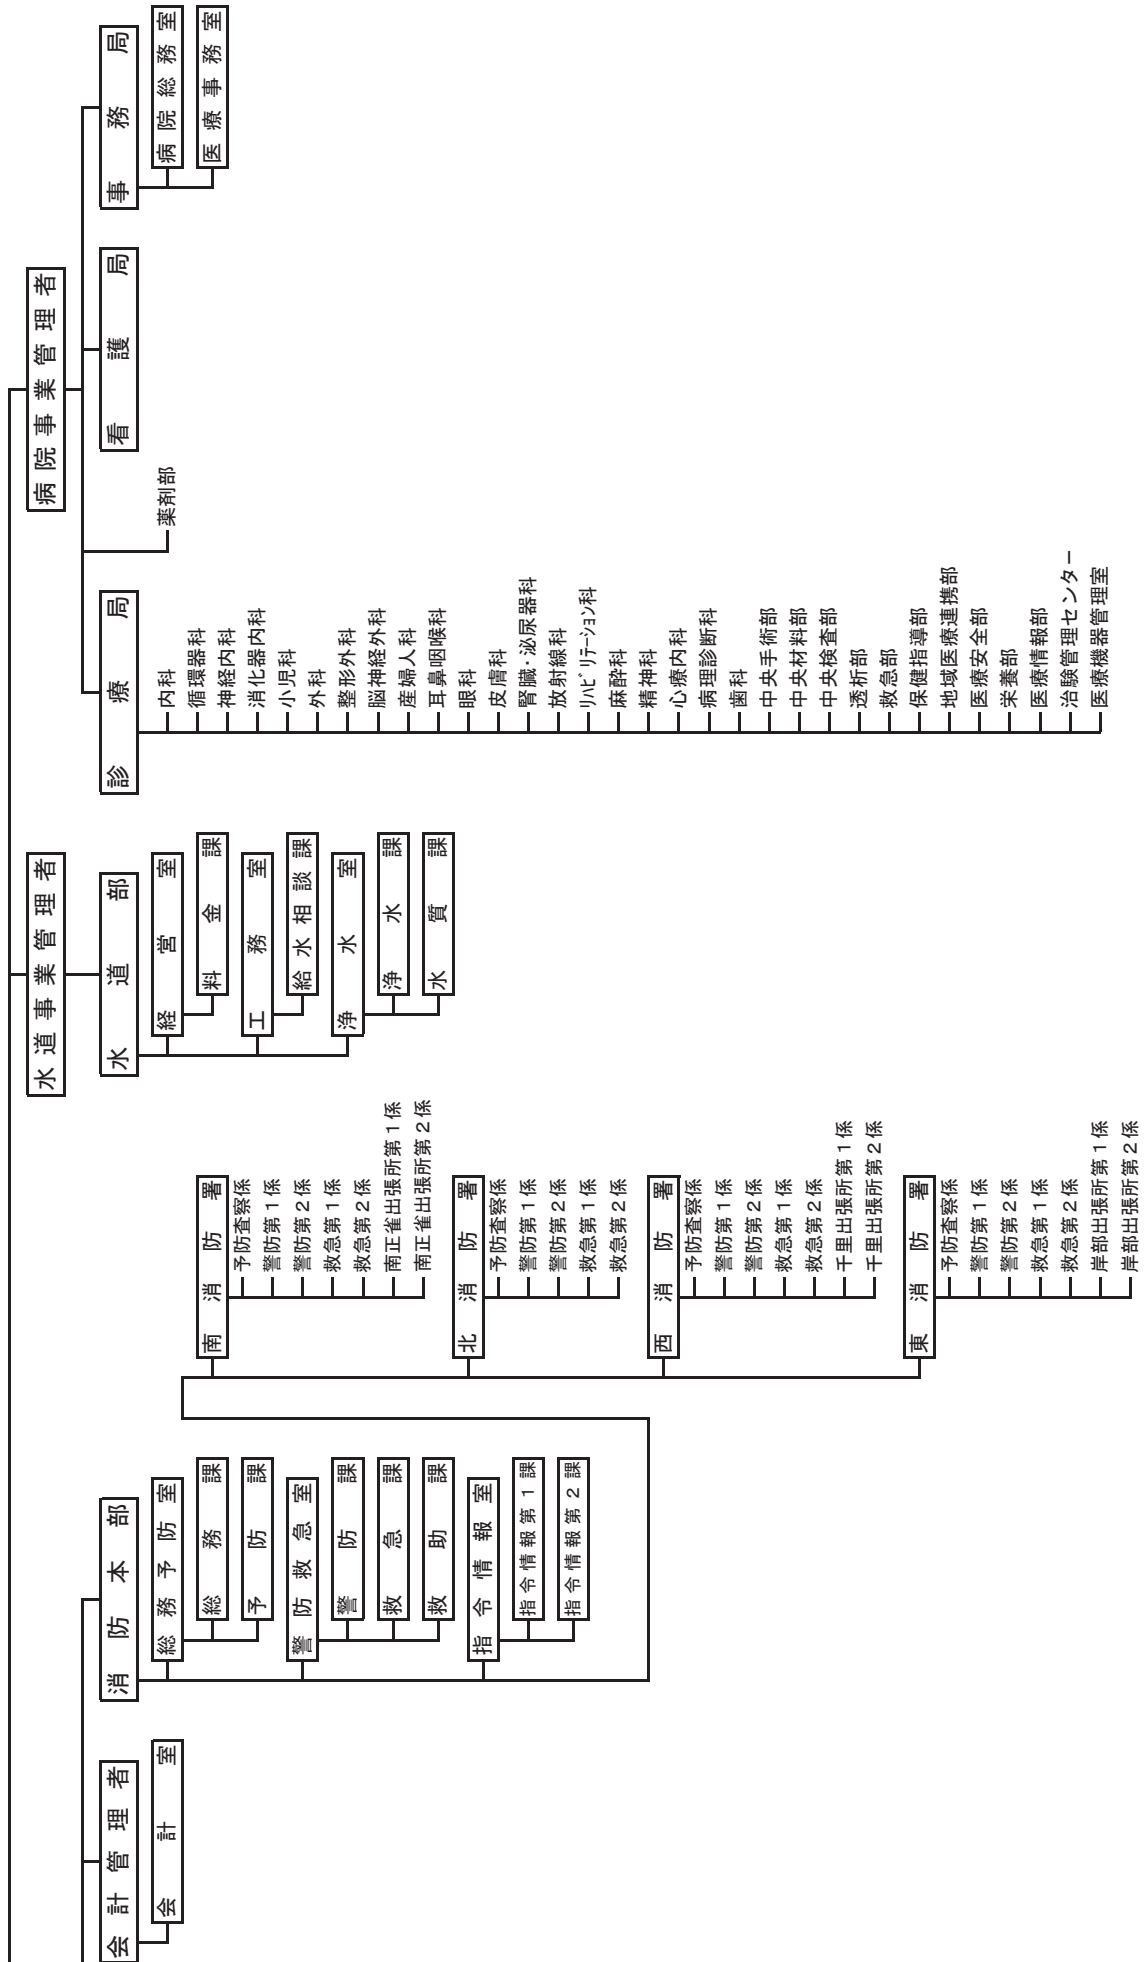 会計管理者
会計室
消防本部
総務予防室
総務課
予防課
警防救急室
警防課
救急課
救助課
指令情報室
指令情報第1課
指令情報第2課
南消防署
予防査察係
警防第1係
警防第2係
救急第1係
救急第2係
南正雀出張所第1係
南正雀出張所第2係
北消防署
予防査察係
警防第1係
警防第2係
救急第1係
救急第2係
西消防署
予防査察係
警防第1係
警防第2係
救急第1係
救急第2係
千里出張所第1係
千里出張所第2係
東消防署
予防査察係
警防第1係
警防第2係
救急第1係
救急第2係
岸部出張所第1係
岸部出張所第2係
水道事業管理者
水道部
経営室
料金課
工務室
給水相談課
浄水室
浄水課
水質課
病院事業管理者
診療局
内科
循環器科
神経内科
消化器内科
小児科
外科
整形外科
脳神経外科
産婦人科
耳鼻咽喉科
眼科
皮膚科
腎臓・泌尿器科
放射線科
ﾘﾊﾋﾞﾘﾃｰｼｮﾝ科
麻酔科
精神科
心療内科
病理診断科
歯科
中央手術部
中央材料部
中央検査部
透析部
救急部
保健指導部
地域医療連携部
医療安全部
栄養部
医療情報部
治験管理センター
医療機器管理室
薬剤部
看護局
事務局
病院総務室
医療事務室